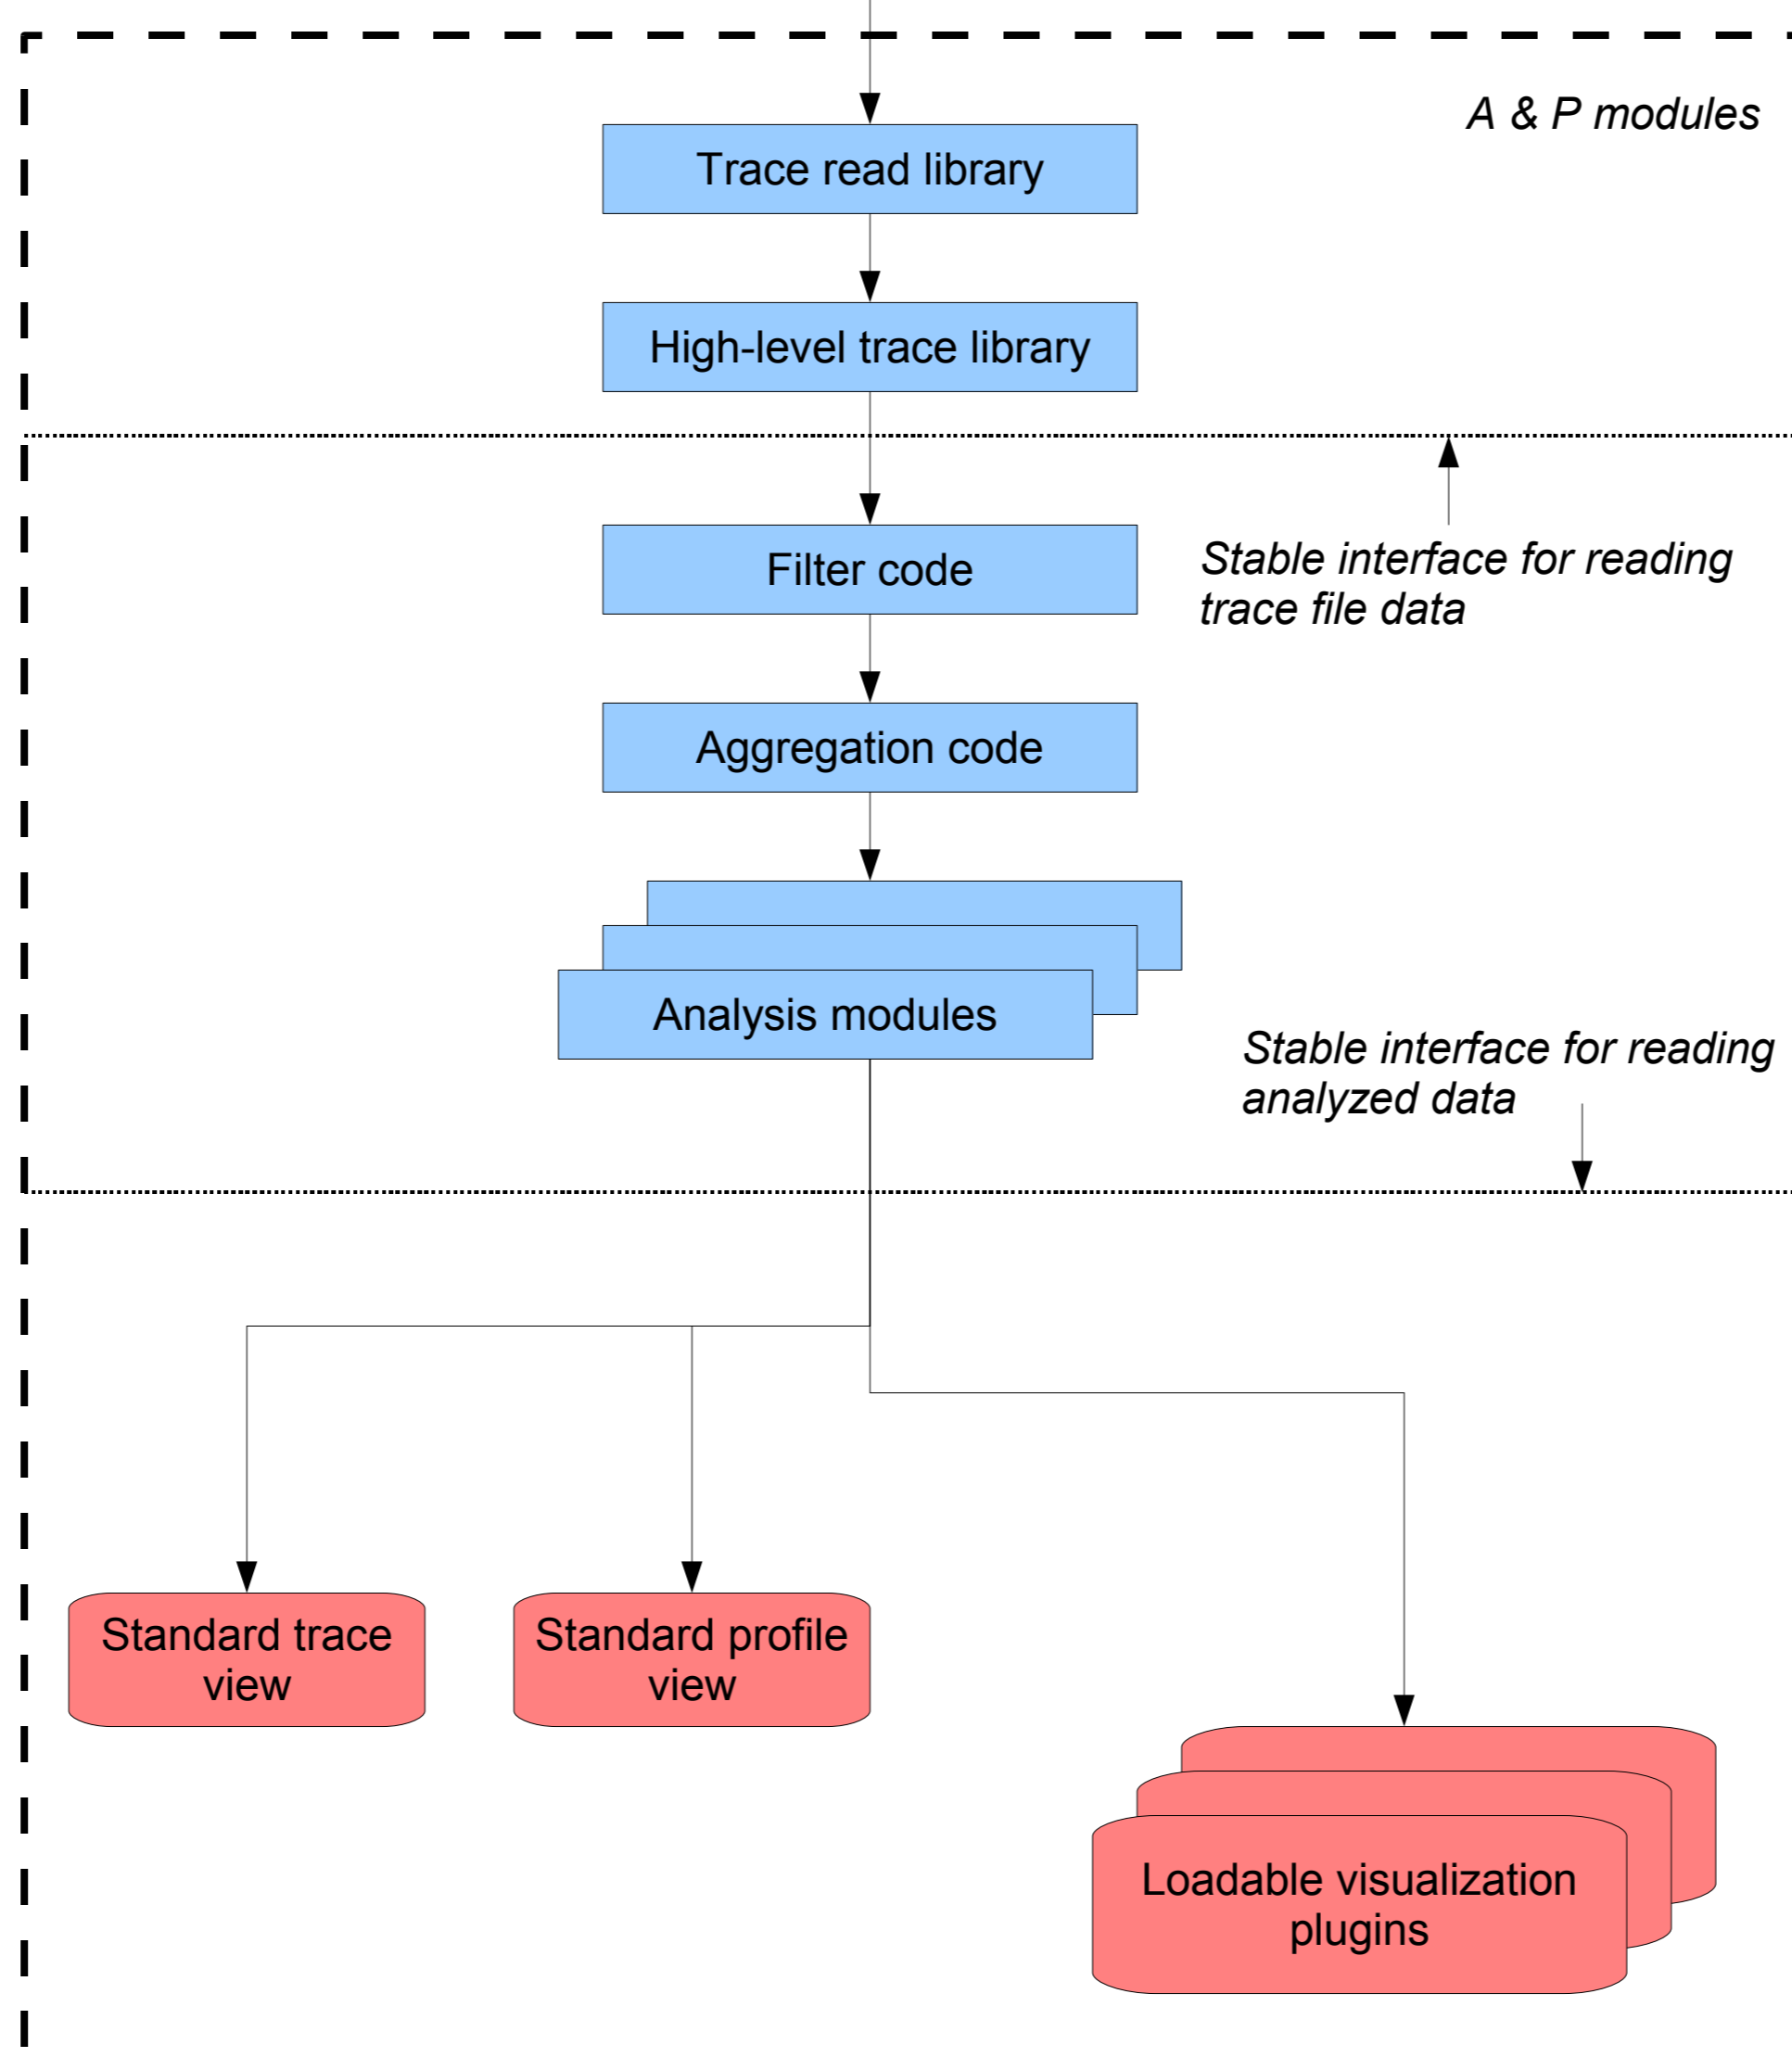 A & P modules
Trace read library
High-level trace library
Filter code
Stable interface for reading
trace file data
Aggregation code
Analysis modules
Stable interface for reading
analyzed data
Standard trace
view
Standard profile
view
Loadable visualization
plugins